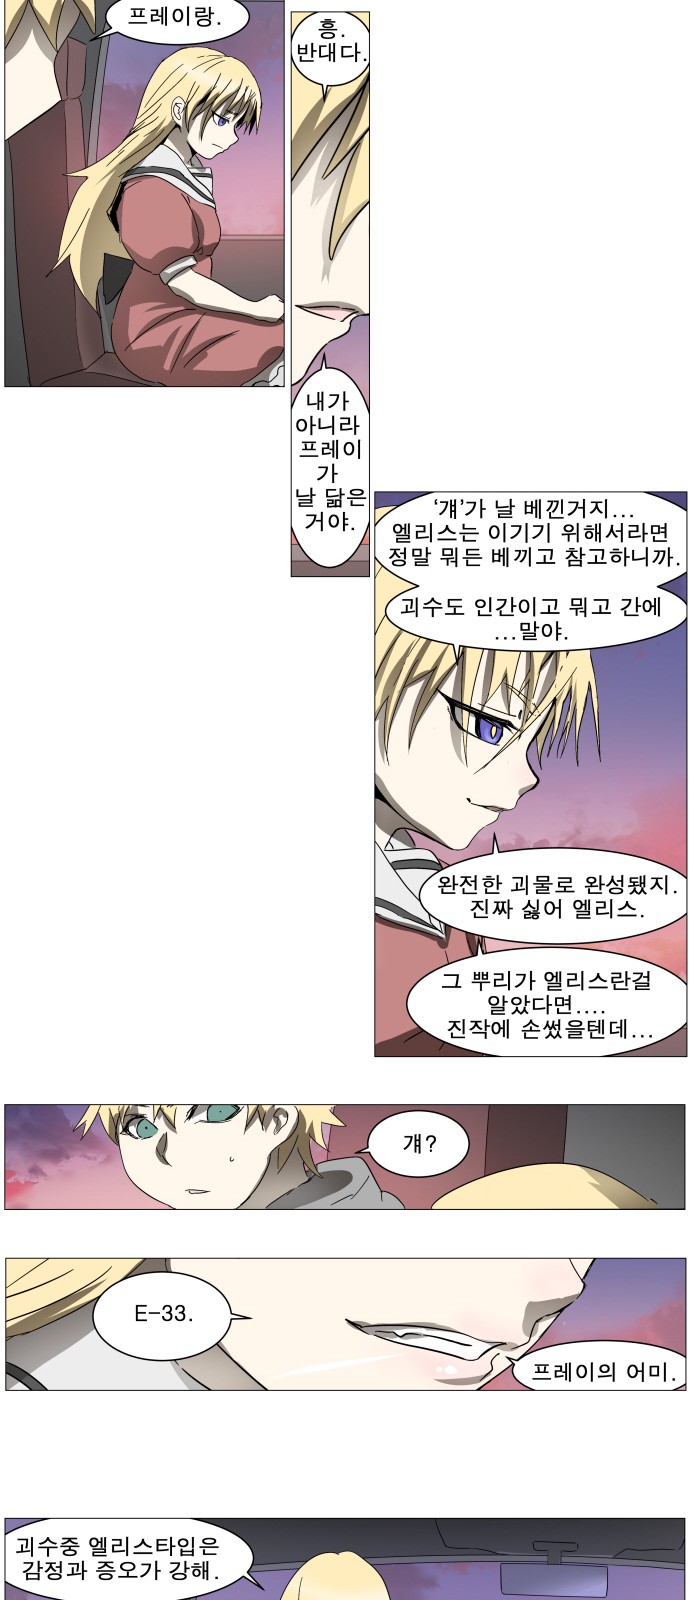 프레이랑.
흥.
반대다.
내가
아니라
프레이
가
날 닮은
거야.
‘걔’가 날 베낀거지...
엘리스는 이기기 위해서라면
정말 뭐든 베끼고 참고하니까.
괴수도 인간이고 뭐고 간에
...말야.
완전한 괴물로 완성됐지.
진짜 싫어 엘리스.
그 뿌리가 엘리스란걸
알았다면....
진작에 손썼을텐데...
걔?
E-33.
프레이의 어미.
괴수중 엘리스타입은
감정과 증오가 강해.